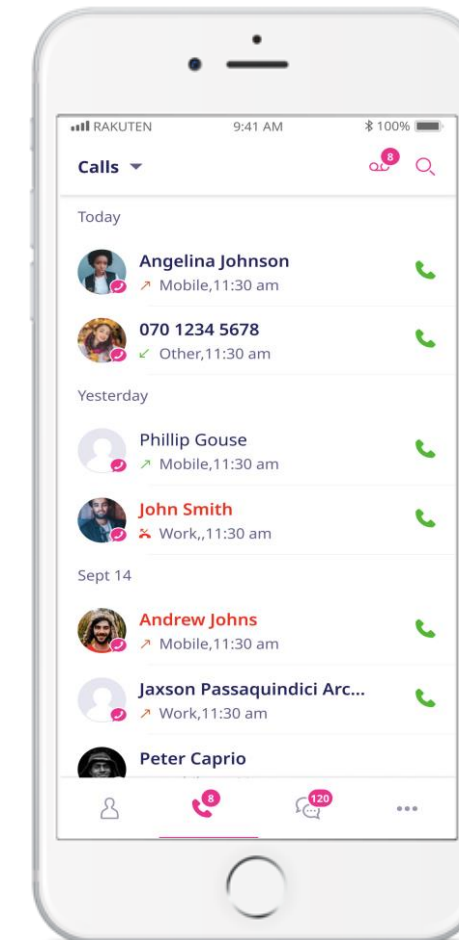 RAKUTEN 9:41 AM 100%
Calls 8
Today
Angelina Johnson
Mobile,11:30 am
070 1234 5678
Other,11:30 am
Yesterday
Phillip Gouse
Mobile,11:30 am
John Smith
Work,,11:30 am
Sept 14
Andrew Johns
Mobile,11:30 am
Jaxson Passaquindici Arc...
Work,11:30 am
Peter Caprio
8 120